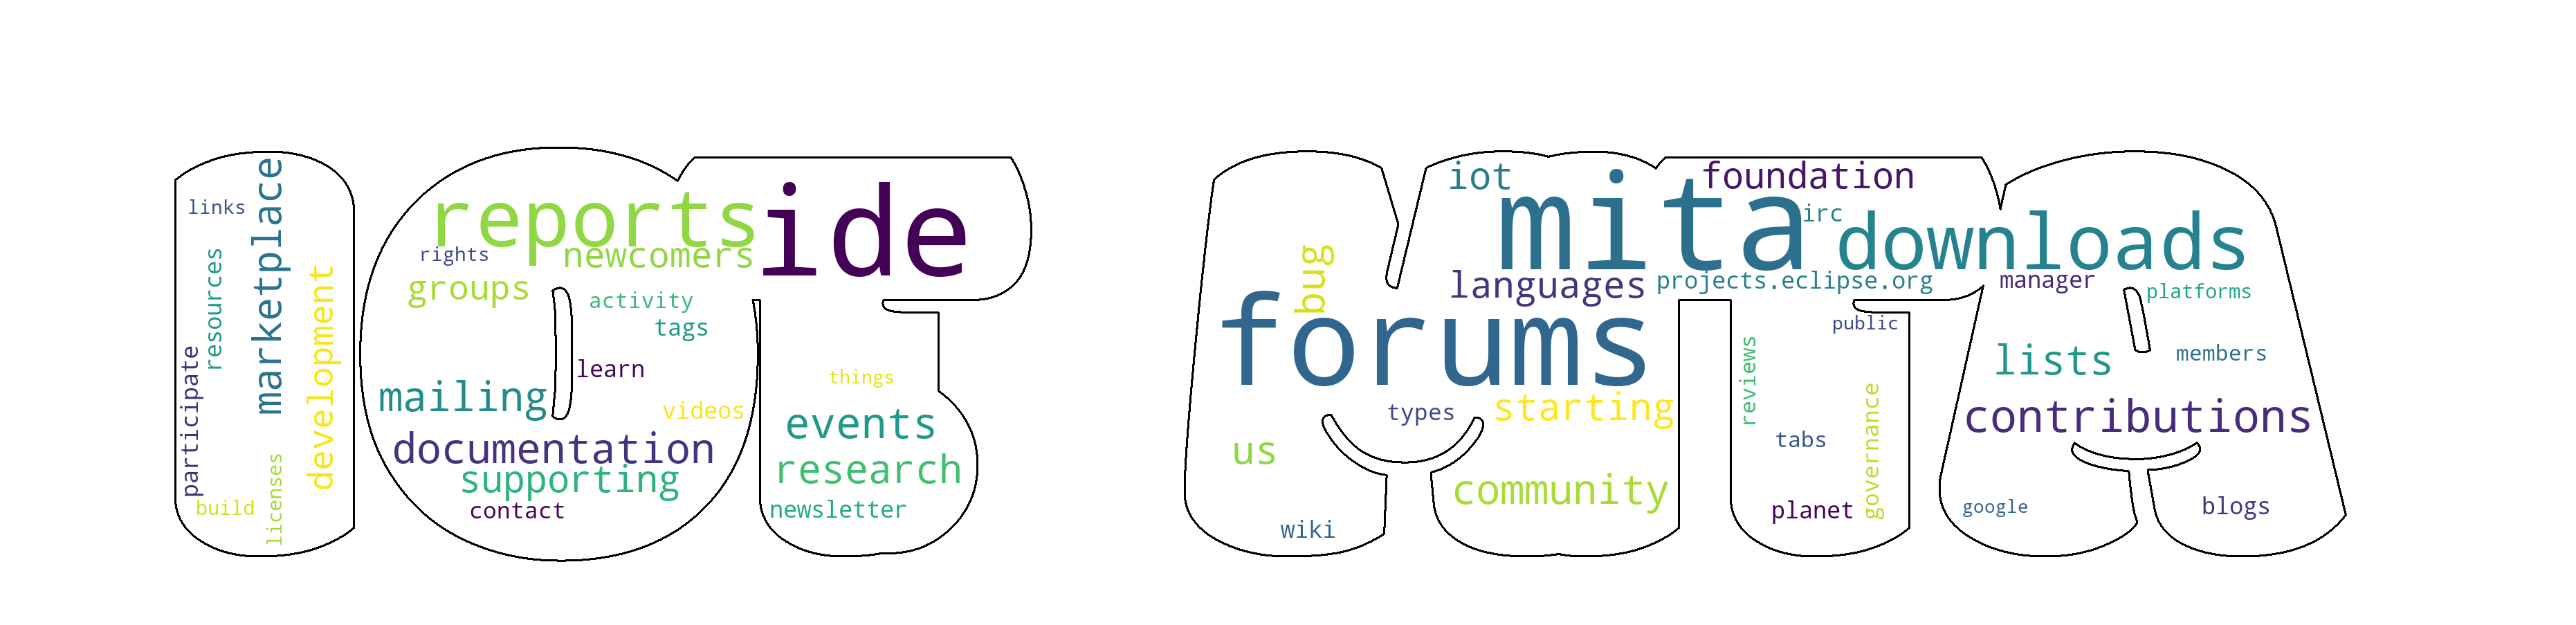 links
marketplace
resources
development
participate
build
licenses
reports
ide
rights
newcomers
groups
activity
tags
learn
mailing
videos
documentation
supporting
contact
things
events
research
newsletter
iot
mita
foundation
irc
downloads
bug
languages
projects.eclipse.org
manager
platforms
forums
public
reviews
lists
members
types
starting
governance
contributions
us
tabs
community
planet
google
blogs
wiki